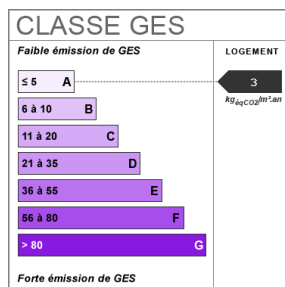 CLASSE GES
Faible émission de GES
LOGEMENT
≤ 5 A
3
kgéqCO2/m².an
6 à 10 B
11 à 20 C
21 à 35 D
36 à 55 E
56 à 80 F
> 80 G
Forte émission de GES